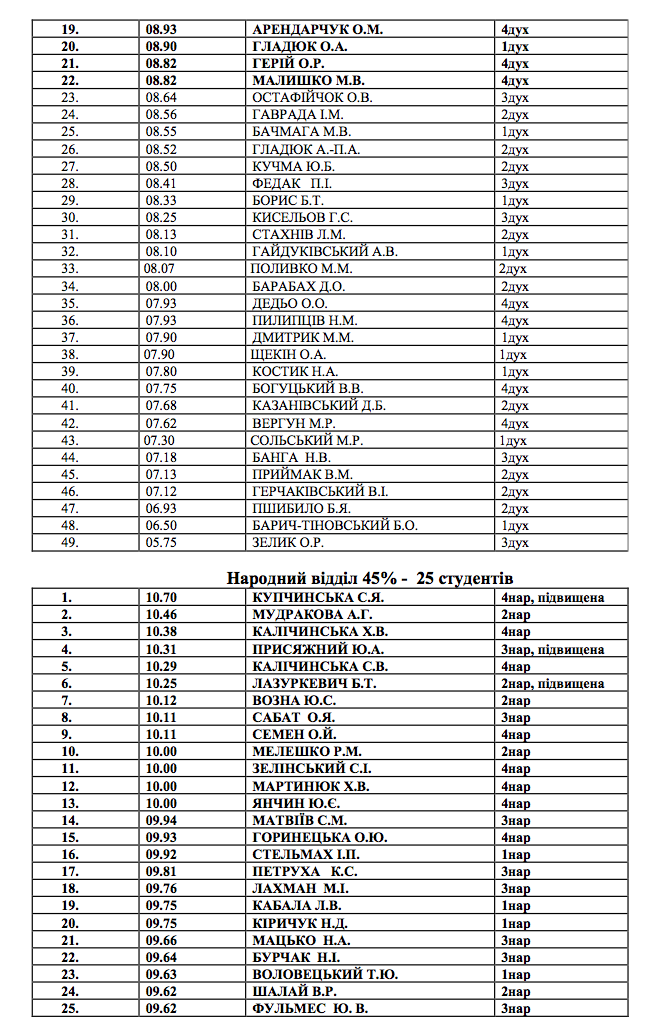 19. 08.93 АРЕНДАРЧУК О.М. 4дух
20. 08.90 ГЛАДЮК О.А. 1дух
21. 08.82 ГЕРІЙ О.Р. 4дух
22. 08.82 МАЛИШКО М.В. 4дух
23. 08.64 ОСТАФІЙЧОК О.В. 3дух
24. 08.56 ГАВРАДА І.М. 2дух
25. 08.55 БАЧМАГА М.В. 1дух
26. 08.52 ГЛАДЮК А.-П.А. 2дух
27. 08.50 КУЧМА Ю.Б. 2дух
28. 08.41 ФЕДАК П.І. 3дух
29. 08.33 БОРИС Б.Т. 1дух
30. 08.25 КИСЕЛЬОВ Г.С. 3дух
31. 08.13 СТАХНІВ Л.М. 2дух
32. 08.10 ГАЙДУКІВСЬКИЙ А.В. 1дух
33. 08.07 ПОЛИВКО М.М. 2дух
34. 08.00 БАРАБАХ Д.О. 2дух
35. 07.93 ДЕДЬО О.О. 4дух
36. 07.93 ПИЛИПЦІВ Н.М. 4дух
37. 07.90 ДМИТРИК М.М. 1дух
38. 07.90 ЩЕКІН О.А. 1дух
39. 07.80 КОСТИК Н.А. 1дух
40. 07.75 БОГУЦЬКИЙ В.В. 4дух
41. 07.68 КАЗАНІВСЬКИЙ Д.Б. 2дух
42. 07.62 ВЕРГУН М.Р. 4дух
43. 07.30 СОЛЬСЬКИЙ М.Р. 1дух
44. 07.18 БАНГА Н.В. 3дух
45. 07.13 ПРИЙМАК В.М. 2дух
46. 07.12 ГЕРЧАКІВСЬКИЙ В.І. 2дух
47. 06.93 ПШИБИЛО Б.Я. 2дух
48. 06.50 БАРИЧ-ТІНОВСЬКИЙ Б.О. 1дух
49. 05.75 ЗЕЛИК О.Р. 3дух
Народний відділ 45% - 25 студентів
1. 10.70 КУПЧИНСЬКА С.Я. 4нар, підвищена
2. 10.46 МУДРАКОВА А.Г. 2нар
3. 10.38 КАЛІЧИНСЬКА Х.В. 4нар
4. 10.31 ПРИСЯЖНИЙ Ю.А. 3нар, підвищена
5. 10.29 КАЛІЧИНСЬКА С.В. 4нар
6. 10.25 ЛАЗУРКЕВИЧ Б.Т. 2нар, підвищена
7. 10.12 ВОЗНА Ю.С. 2нар
8. 10.11 САБАТ О.Я. 3нар
9. 10.11 СЕМЕН О.Й. 4нар
10. 10.00 МЕЛЕШКО Р.М. 2нар
11. 10.00 ЗЕЛІНСЬКИЙ С.І. 4нар
12. 10.00 МАРТИНЮК Х.В. 4нар
13. 10.00 ЯНЧИН Ю.Є. 4нар
14. 09.94 МАТВІЇВ С.М. 3нар
15. 09.93 ГОРИНЕЦЬКА О.Ю. 4нар
16. 09.92 СТЕЛЬМАХ І.П. 1нар
17. 09.81 ПЕТРУХА К.С. 3нар
18. 09.76 ЛАХМАН М.І. 3нар
19. 09.75 КАБАЛА Л.В. 1нар
20. 09.75 КІРИЧУК Н.Д. 1нар
21. 09.66 МАЦЬКО Н.А. 3нар
22. 09.64 БУРЧАК Н.І. 3нар
23. 09.63 ВОЛОВЕЦЬКИЙ Т.Ю. 1нар
24. 09.62 ШАЛАЙ В.Р. 2нар
25. 09.62 ФУЛЬМЕС Ю. В. 3нар